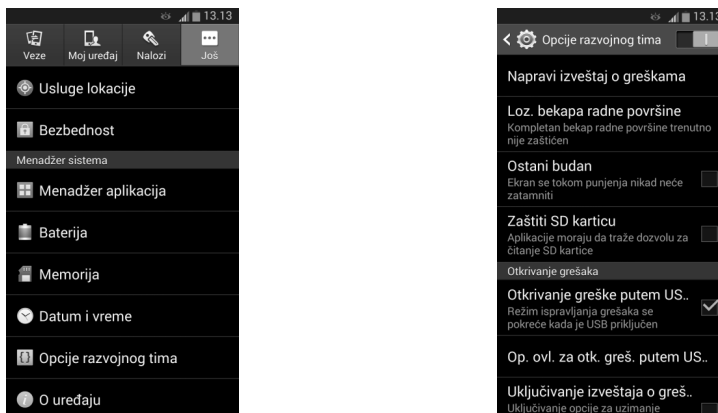 13.13
Veze
Moj uređaj
Nalozi
Još
Usluge lokacije
Bezbednost
Menadžer sistema
Menadžer aplikacija
Baterija
Memorija
Datum i vreme
Opcije razvojnog tima
O uređaju
13.13
Opcije razvojnog tima
Napravi izveštaj o greškama
Loz. bekapa radne površine
Kompletan bekap radne površine trenutno
nije zaštićen
Ostani budan
Ekran se tokom punjenja nikad neće
zatamniti
Zaštiti SD karticu
Aplikacije moraju da traže dozvolu za
čitanje SD kartice
Otkrivanje grešaka
Otkrivanje greške putem US..
Režim ispravljanja grešaka se
pokreće kada je USB priključen
Op. ovl. za otk. greš. putem US..
Uključivanje izveštaja o greš..
Uključivanje opcije za uzimanje